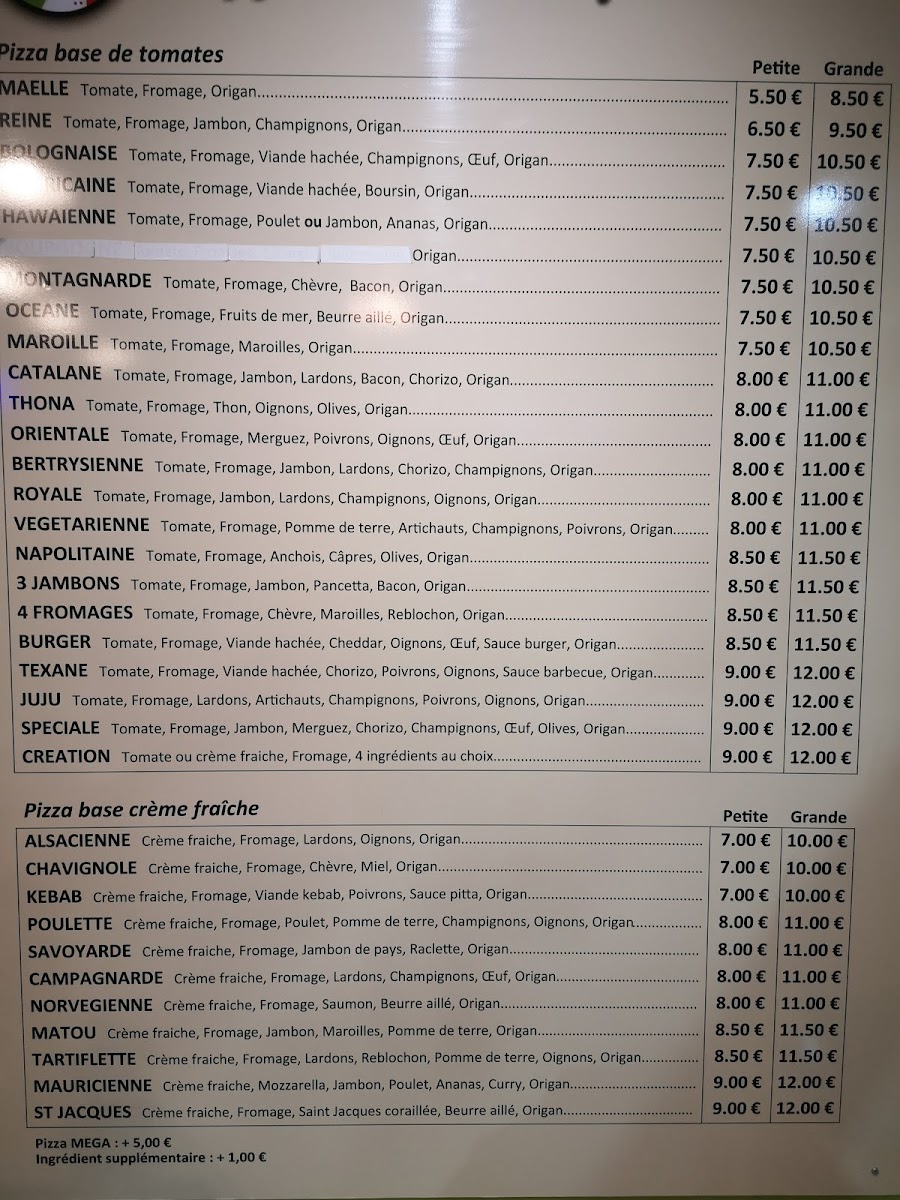 Pizza base de tomates
Petite Grande
MAELLE Tomate, Fromage, Origan 5.50 € 8.50 €
REINE Tomate, Fromage, Jambon, Champignons, Origan 6.50 € 9.50 €
BOLOGNAISE Tomate, Fromage, Viande hachée, Champignons, Œuf, Origan 7.50 € 10.50 €
Tomate, Fromage, Viande hachée, Boursin, Origan 7.50 € 10.50 €
HAWAIENNE Tomate, Fromage, Poulet ou Jambon, Ananas, Origan 7.50 € 10.50 €
Origan 7.50 € 10.50 €
MONTAGNARDE Tomate, Fromage, Chèvre, Bacon, Origan 7.50 € 10.50 €
OCEANE Tomate, Fromage, Fruits de mer, Beurre aillé, Origan 7.50 € 10.50 €
MAROILLE Tomate, Fromage, Maroilles, Origan 7.50 € 10.50 €
CATALANE Tomate, Fromage, Jambon, Lardons, Bacon, Chorizo, Origan 8.00 € 11.00 €
THONA Tomate, Fromage, Thon, Oignons, Olives, Origan 8.00 € 11.00 €
ORIENTALE Tomate, Fromage, Merguez, Poivrons, Oignons, Œuf, Origan 8.00 € 11.00 €
BERTRYSIENNE Tomate, Fromage, Jambon, Lardons, Chorizo, Champignons, Origan 8.00 € 11.00 €
ROYALE Tomate, Fromage, Jambon, Lardons, Champignons, Oignons, Origan 8.00 € 11.00 €
VEGETARIENNE Tomate, Fromage, Pomme de terre, Artichauts, Champignons, Poivrons, Origan 8.00 € 11.00 €
NAPOLITAINE Tomate, Fromage, Anchois, Câpres, Olives, Origan 8.50 € 11.50 €
3 JAMBONS Tomate, Fromage, Jambon, Pancetta, Bacon, Origan 8.50 € 11.50 €
4 FROMAGES Tomate, Fromage, Chèvre, Maroilles, Reblochon, Origan 8.50 € 11.50 €
BURGER Tomate, Fromage, Viande hachée, Cheddar, Oignons, Œuf, Sauce burger, Origan 8.50 € 11.50 €
TEXANE Tomate, Fromage, Viande hachée, Chorizo, Poivrons, Oignons, Sauce barbecue, Origan 9.00 € 12.00 €
JUJU Tomate, Fromage, Lardons, Artichauts, Champignons, Poivrons, Oignons, Origan 9.00 € 12.00 €
SPECIALE Tomate, Fromage, Jambon, Merguez, Chorizo, Champignons, Œuf, Olives, Origan 9.00 € 12.00 €
CREATION Tomate ou crème fraiche, Fromage, 4 ingrédients au choix 9.00 € 12.00 €
Pizza base crème fraîche
Petite Grande
ALSACIENNE Crème fraiche, Fromage, Lardons, Oignons, Origan 7.00 € 10.00 €
CHAVIGNOLE Crème fraiche, Fromage, Chèvre, Miel, Origan 7.00 € 10.00 €
KEBAB Crème fraiche, Fromage, Viande kebab, Poivrons, Sauce pitta, Origan 7.00 € 10.00 €
POULETTE Crème fraiche, Fromage, Poulet, Pomme de terre, Champignons, Oignons, Origan 8.00 € 11.00 €
SAVOYARDE Crème fraiche, Fromage, Jambon de pays, Raclette, Origan 8.00 € 11.00 €
CAMPAGNARDE Crème fraiche, Fromage, Lardons, Champignons, Œuf, Origan 8.00 € 11.00 €
NORVEGIENNE Crème fraiche, Fromage, Saumon, Beurre aillé, Origan 8.00 € 11.00 €
MATOU Crème fraiche, Fromage, Jambon, Maroilles, Pomme de terre, Origan 8.50 € 11.50 €
TARTIFLETTE Crème fraiche, Fromage, Lardons, Reblochon, Pomme de terre, Oignons, Origan 8.50 € 11.50 €
MAURICIENNE Crème fraiche, Mozzarella, Jambon, Poulet, Ananas, Curry, Origan 9.00 € 12.00 €
ST JACQUES Crème fraiche, Fromage, Saint Jacques coraillée, Beurre aillé, Origan 9.00 € 12.00 €
Pizza MEGA : + 5,00 €
Ingrédient supplémentaire : + 1,00 €